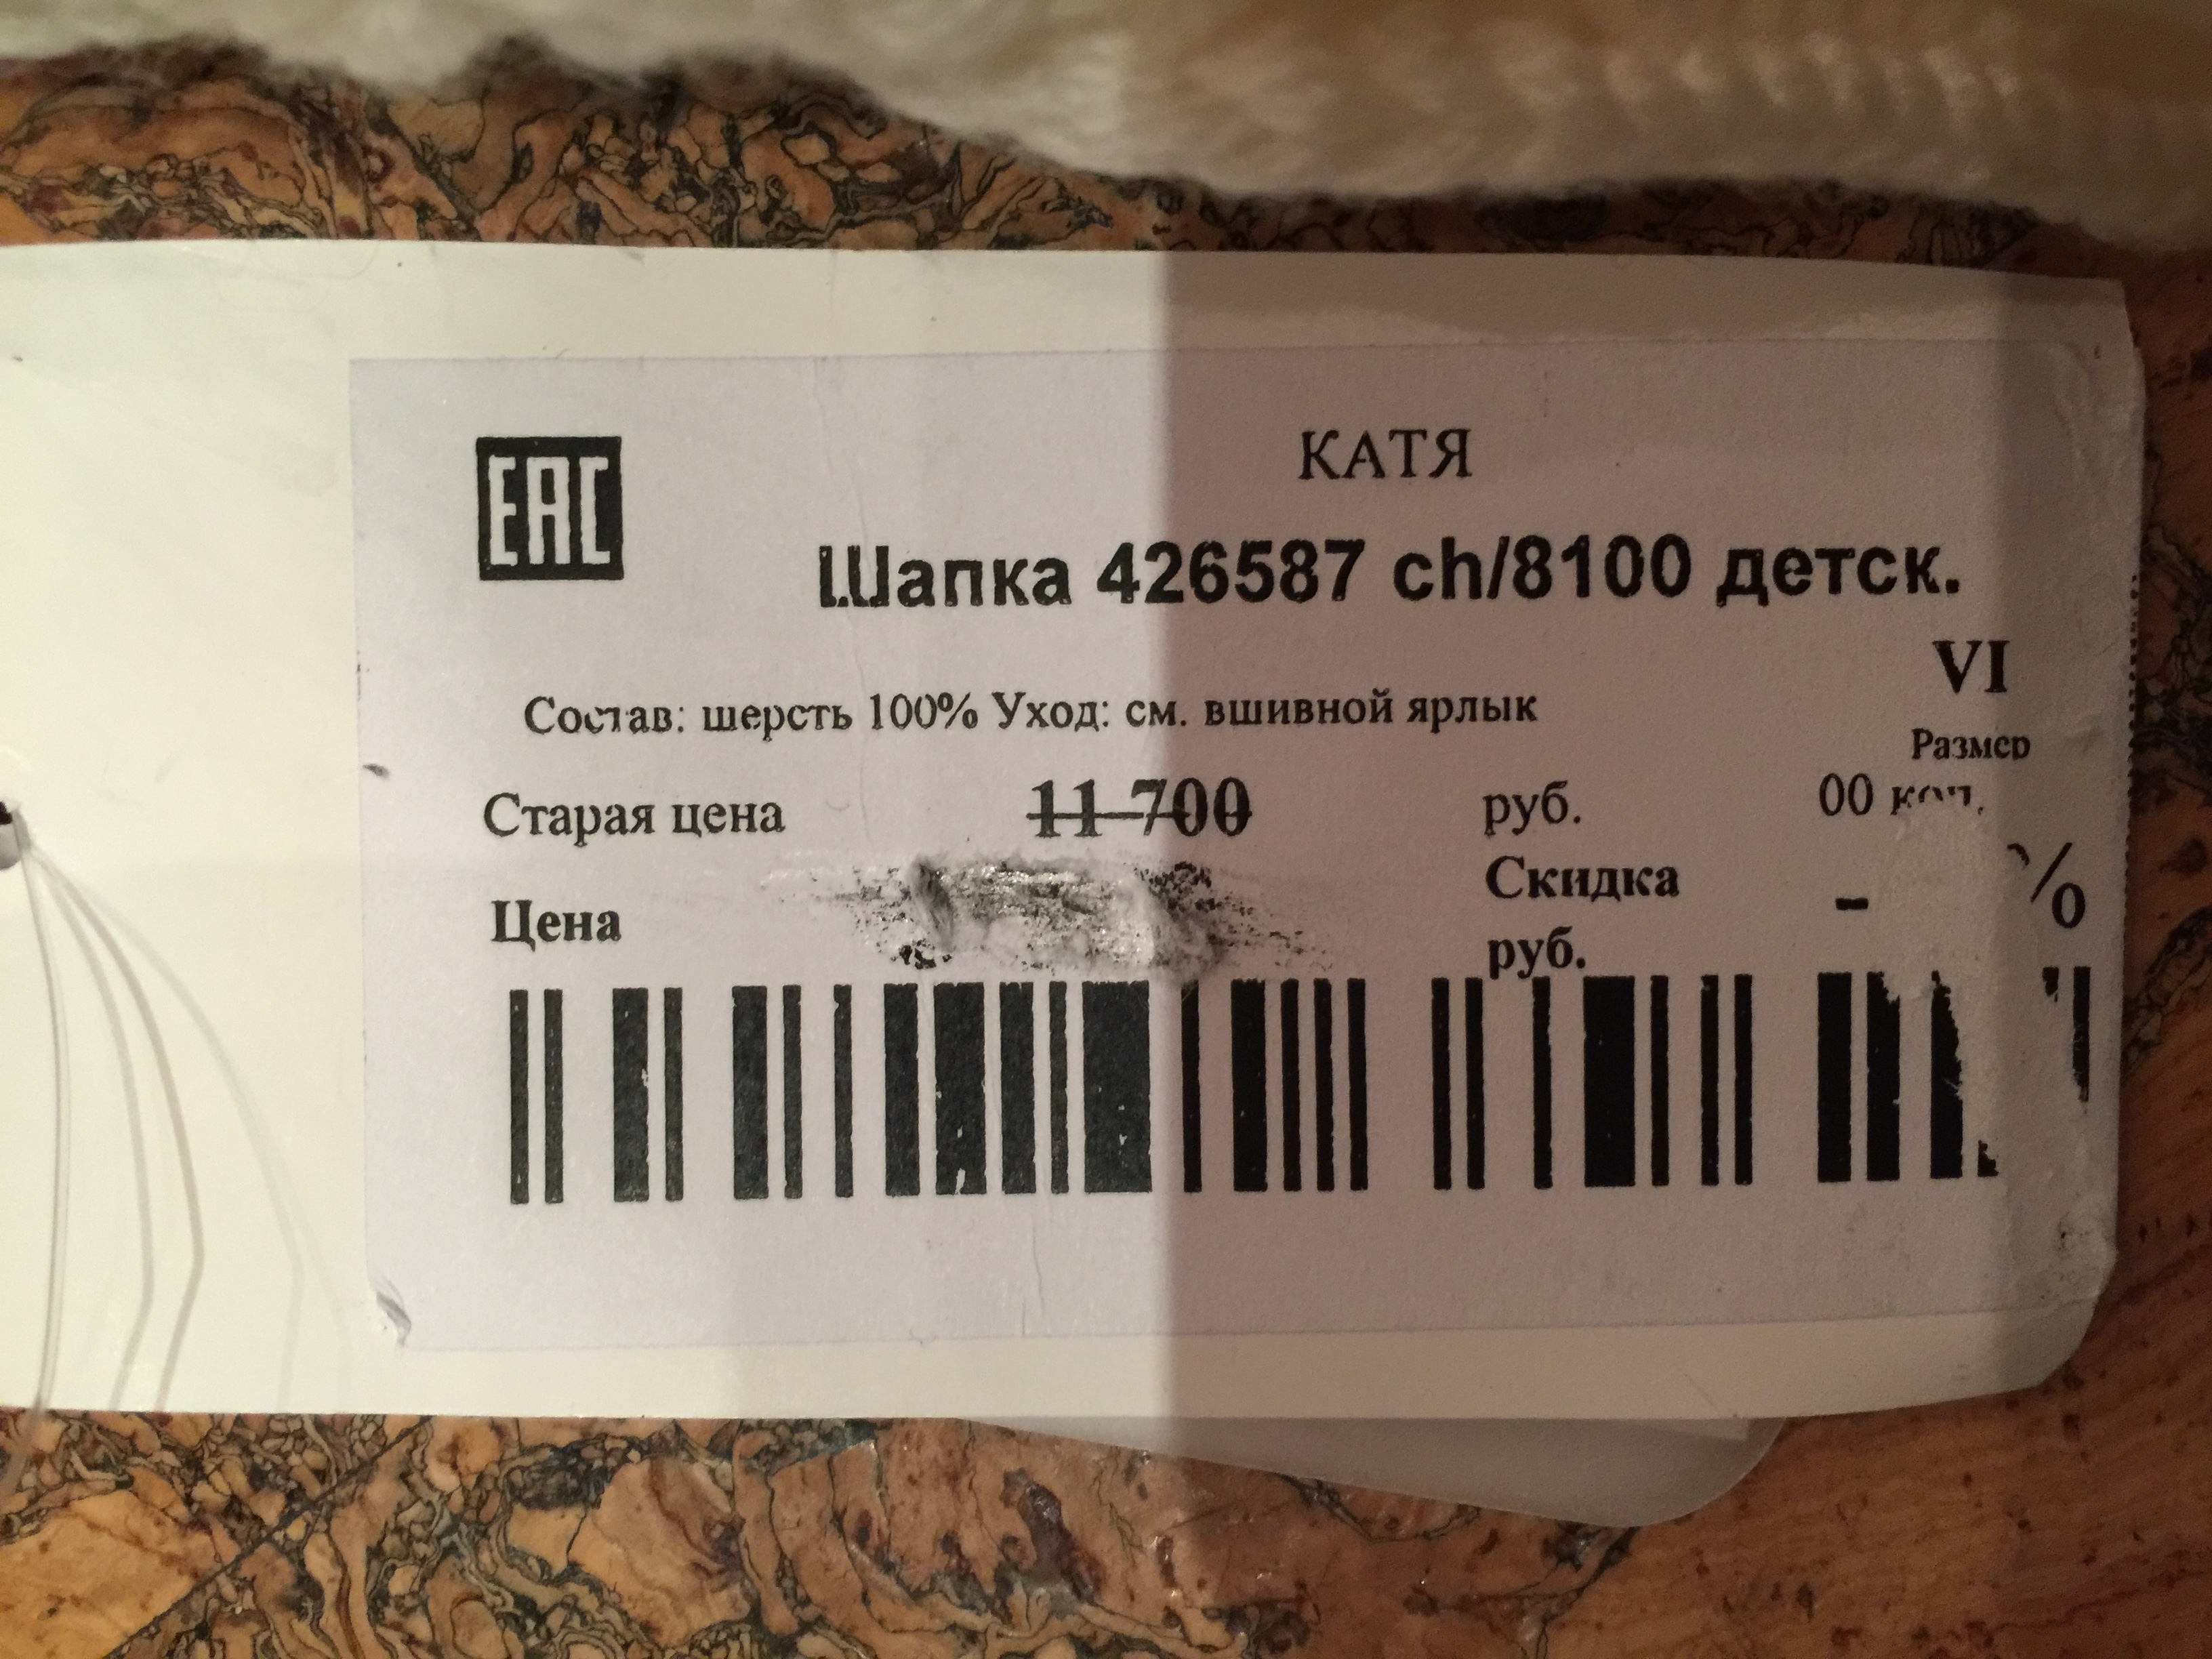 EAC
КАТЯ
Шапка 426587 ch/8100 детск.
VI
Состав: шерсть 100% Уход: см. вшивной ярлык
Размер
Старая цена 11 700 руб. 00 коп.
Скидка - %
Цена руб.